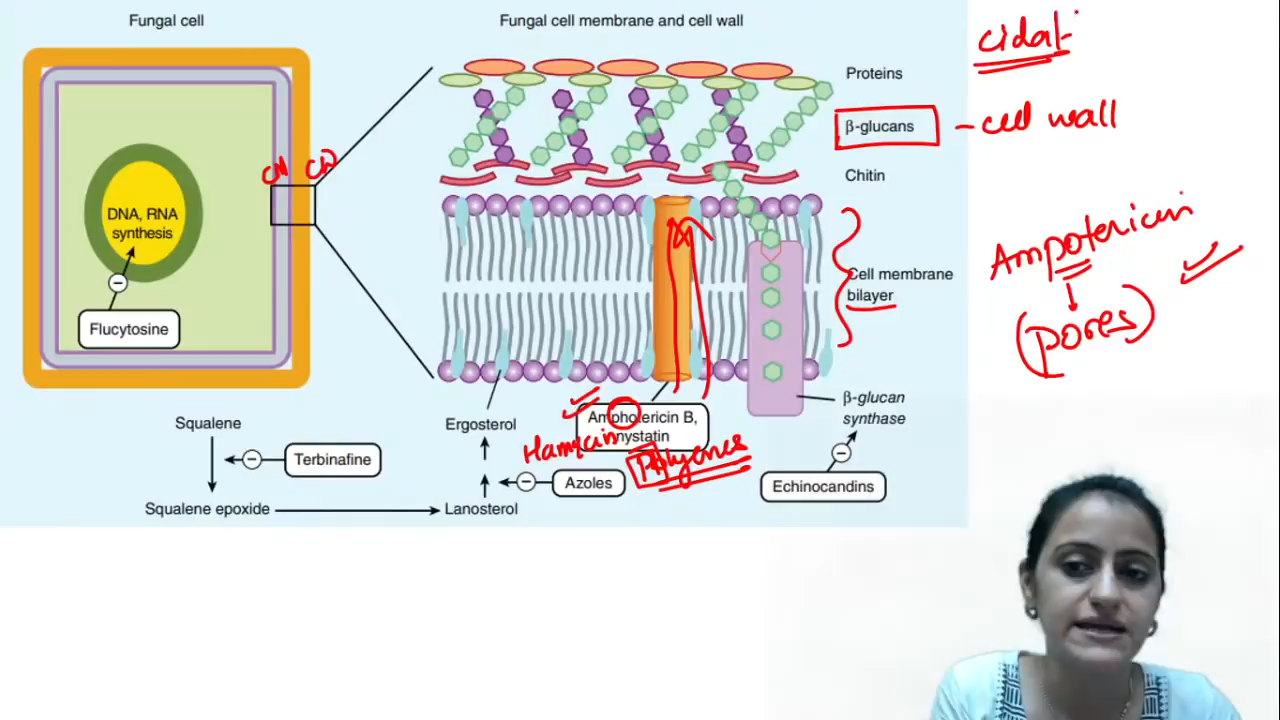 Fungal cell
Fungal cell membrane and cell wall
cidal
Proteins
β-glucans
- cell wall
Chitin
CM CW
DNA, RNA
synthesis
Ampotericin
(pores)
Cell membrane
bilayer
Flucytosine
β-glucan
synthase
Squalene
Ergosterol
Amphotericin B,
nystatin
Hamycin
Polyenes
Terbinafine
Azoles
Echinocandins
Squalene epoxide
Lanosterol